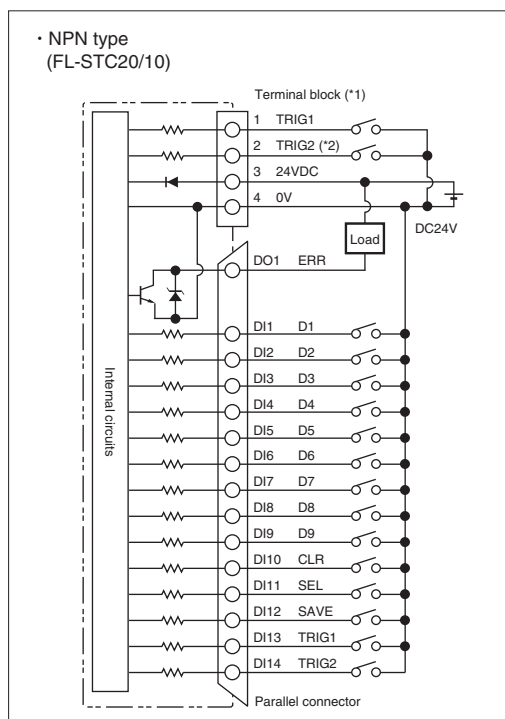 ・NPN type
(FL-STC20/10)
Terminal block (*1)
1 TRIG1
2 TRIG2 (*2)
3 24VDC
4 0V
DC24V
Load
DO1 ERR
Internal circuits
DI1 D1
DI2 D2
DI3 D3
DI4 D4
DI5 D5
DI6 D6
DI7 D7
DI8 D8
DI9 D9
DI10 CLR
DI11 SEL
DI12 SAVE
DI13 TRIG1
DI14 TRIG2
Parallel connector